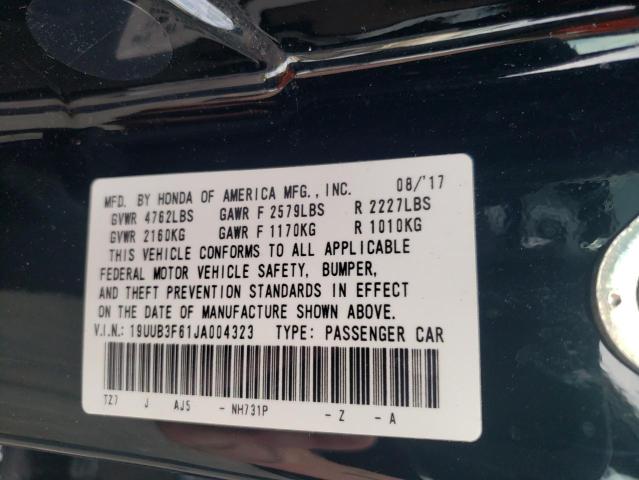 MFD. BY HONDA OF AMERICA MFG., INC. 08/'17
GVWR 4762LBS GAWR F 2579LBS R 2227LBS
GVWR 2160KG GAWR F 1170KG R 1010KG
THIS VEHICLE CONFORMS TO ALL APPLICABLE
FEDERAL MOTOR VEHICLE SAFETY, BUMPER,
AND THEFT PREVENTION STANDARDS IN EFFECT
ON THE DATE OF MANUFACTURE SHOWN ABOVE.
V.I.N.: 19UUB3F61JA004323 TYPE: PASSENGER CAR
TZ7 J AJ5 - NH731P - Z - A